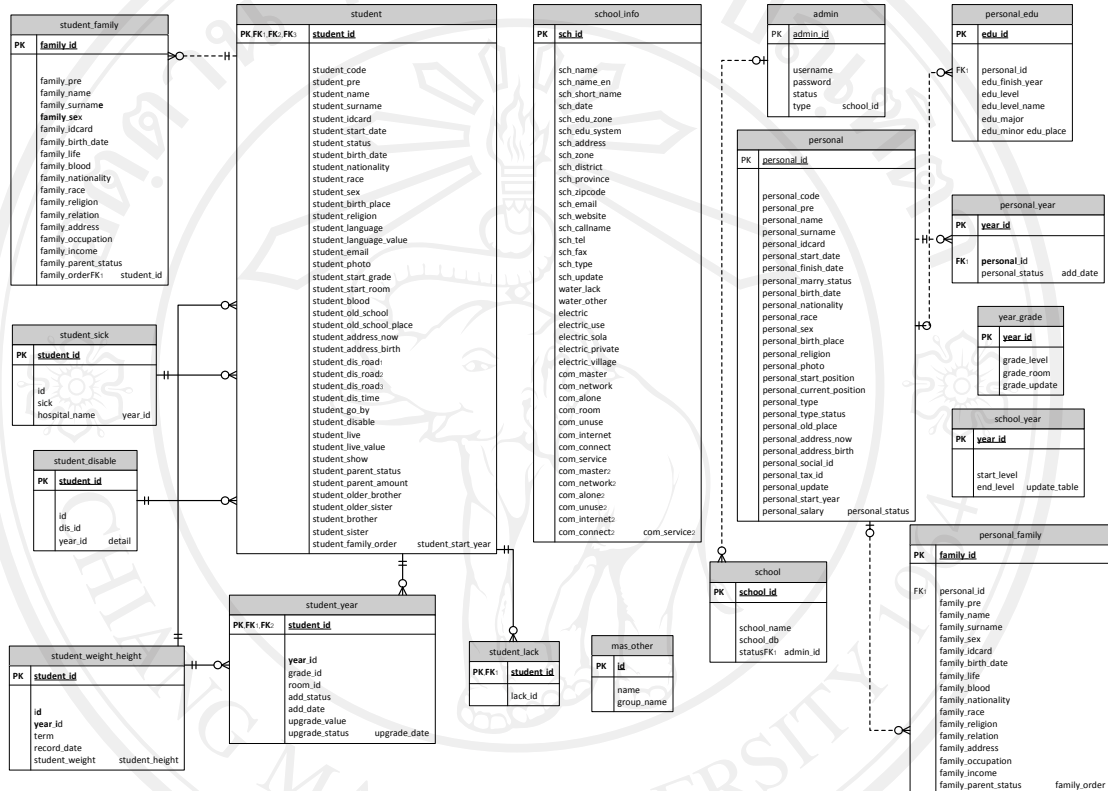 student_family
PK family_id
family_pre
family_name
family_surname
family_sex
family_idcard
family_birth_date
family_life
family_blood
family_nationality
family_race
family_religion
family_relation
family_address
family_occupation
family_income
family_parent_status
family_orderFK1 student_id
student
PK,FK1,FK2,FK3 student_id
student_code
student_pre
student_name
student_surname
student_idcard
student_start_date
student_status
student_birth_date
student_nationality
student_race
student_sex
student_birth_place
student_religion
student_language
student_language_value
student_email
student_photo
student_start_grade
student_start_room
student_blood
student_old_school
student_old_school_place
student_address_now
student_address_birth
student_dis_road1
student_dis_road2
student_dis_road3
student_dis_time
student_go_by
student_disable
student_live
student_live_value
student_show
student_parent_status
student_parent_amount
student_older_brother
student_older_sister
student_brother
student_sister
student_family_order student_start_year
school_info
PK sch_id
sch_name
sch_name_en
sch_short_name
sch_date
sch_edu_zone
sch_edu_system
sch_address
sch_zone
sch_district
sch_province
sch_zipcode
sch_email
sch_website
sch_callname
sch_tel
sch_fax
sch_type
sch_update
water_lack
water_other
electric
electric_use
electric_sola
electric_private
electric_village
com_master
com_network
com_alone
com_room
com_unuse
com_internet
com_connect
com_service
com_master2
com_network2
com_alone2
com_unuse2
com_internet2
com_connect2 com_service2
admin
PK admin_id
username
password
status
type school_id
personal_edu
PK edu_id
FK1 personal_id
edu_finish_year
edu_level
edu_level_name
edu_major
edu_minor edu_place
personal
PK personal_id
personal_code
personal_pre
personal_name
personal_surname
personal_idcard
personal_start_date
personal_finish_date
personal_marry_status
personal_birth_date
personal_nationality
personal_race
personal_sex
personal_birth_place
personal_religion
personal_photo
personal_start_position
personal_current_position
personal_type
personal_type_status
personal_old_place
personal_address_now
personal_address_birth
personal_social_id
personal_tax_id
personal_update
personal_start_year
personal_salary personal_status
personal_year
PK year_id
FK1 personal_id
personal_status add_date
year_grade
PK year_id
grade_level
grade_room
grade_update
school_year
PK year_id
start_level
end_level update_table
student_sick
PK student_id
id
sick
hospital_name year_id
student_disable
PK student_id
id
dis_id
year_id detail
student_weight_height
PK student_id
id
year_id
term
record_date
student_weight student_height
student_year
PK,FK1,FK2 student_id
year_id
grade_id
room_id
add_status
add_date
upgrade_value
upgrade_status upgrade_date
student_lack
PK,FK1 student_id
lack_id
mas_other
PK id
name
group_name
school
PK school_id
school_name
school_db
statusFK1 admin_id
personal_family
PK family_id
FK1 personal_id
family_pre
family_name
family_surname
family_sex
family_idcard
family_birth_date
family_life
family_blood
family_nationality
family_race
family_religion
family_relation
family_address
family_occupation
family_income
family_parent_status family_order